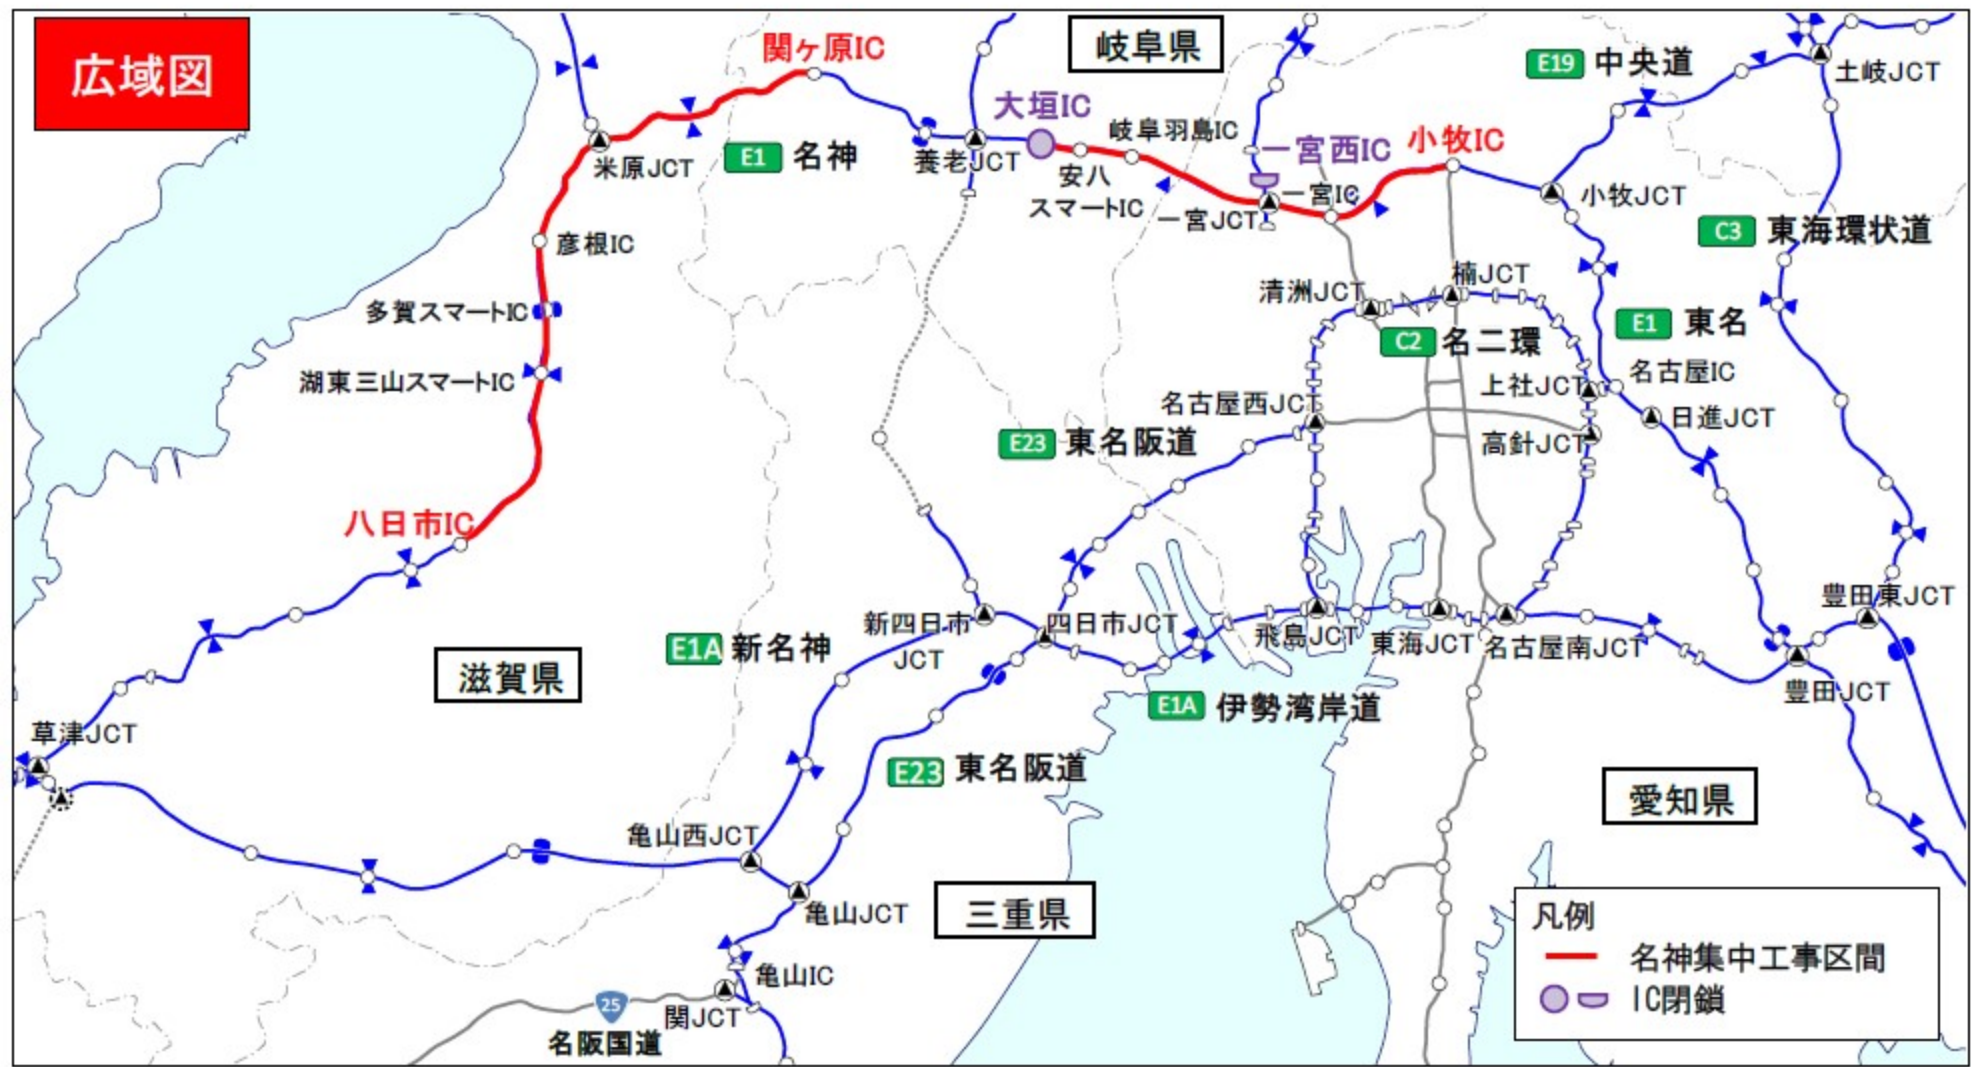 広域図
関ヶ原IC
岐阜県
E19 中央道
土岐JCT
大垣IC
岐阜羽島IC
一宮西IC
小牧IC
米原JCT
E1 名神
養老JCT
安八
スマートIC
一宮JCT
一宮IC
小牧JCT
C3 東海環状道
彦根IC
多賀スマートIC
湖東三山スマートIC
清洲JCT
楠JCT
C2 名二環
E1 東名
名古屋IC
上社JCT
日進JCT
名古屋西JCT
高針JCT
E23 東名阪道
八日市IC
豊田東JCT
新四日市
JCT
四日市JCT
飛島JCT
東海JCT
名古屋南JCT
E1A 新名神
滋賀県
豊田JCT
E1A 伊勢湾岸道
草津JCT
E23 東名阪道
愛知県
亀山西JCT
亀山JCT
三重県
亀山IC
25
関JCT
名阪国道
凡例
名神集中工事区間
IC閉鎖